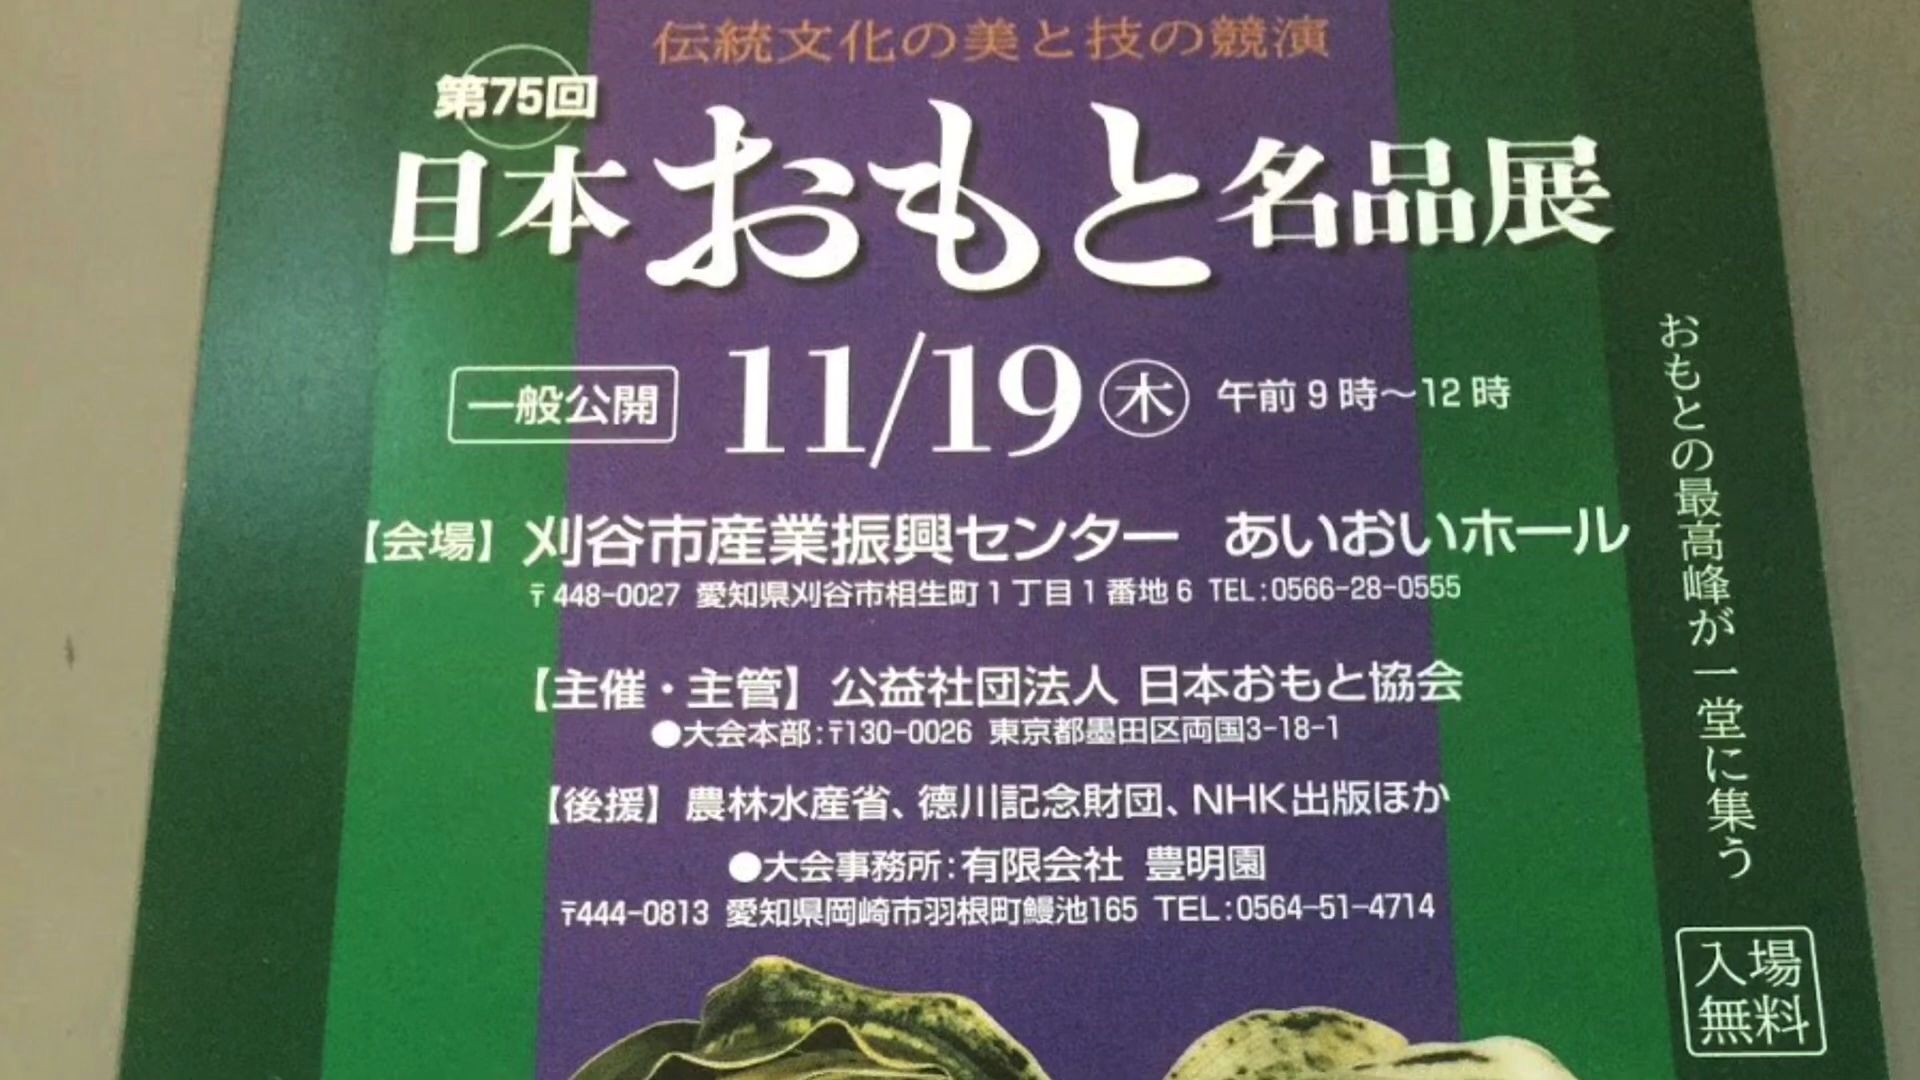 伝統文化の美と技の競演
第75回
日本おもと名品展
一般公開 11/19㊍ 午前9時～12時
【会場】刈谷市産業振興センター あいおいホール
〒448-0027 愛知県刈谷市相生町1丁目1番地6 TEL:0566-28-0555
【主催・主管】公益社団法人 日本おもと協会
●大会本部:〒130-0026 東京都墨田区両国3-18-1
【後援】農林水産省、德川記念財団、NHK出版ほか
●大会事務所:有限会社 豊明園
〒444-0813 愛知県岡崎市羽根町鰻池165 TEL:0564-51-4714
おもとの最高峰が一堂に集う
入場
無料